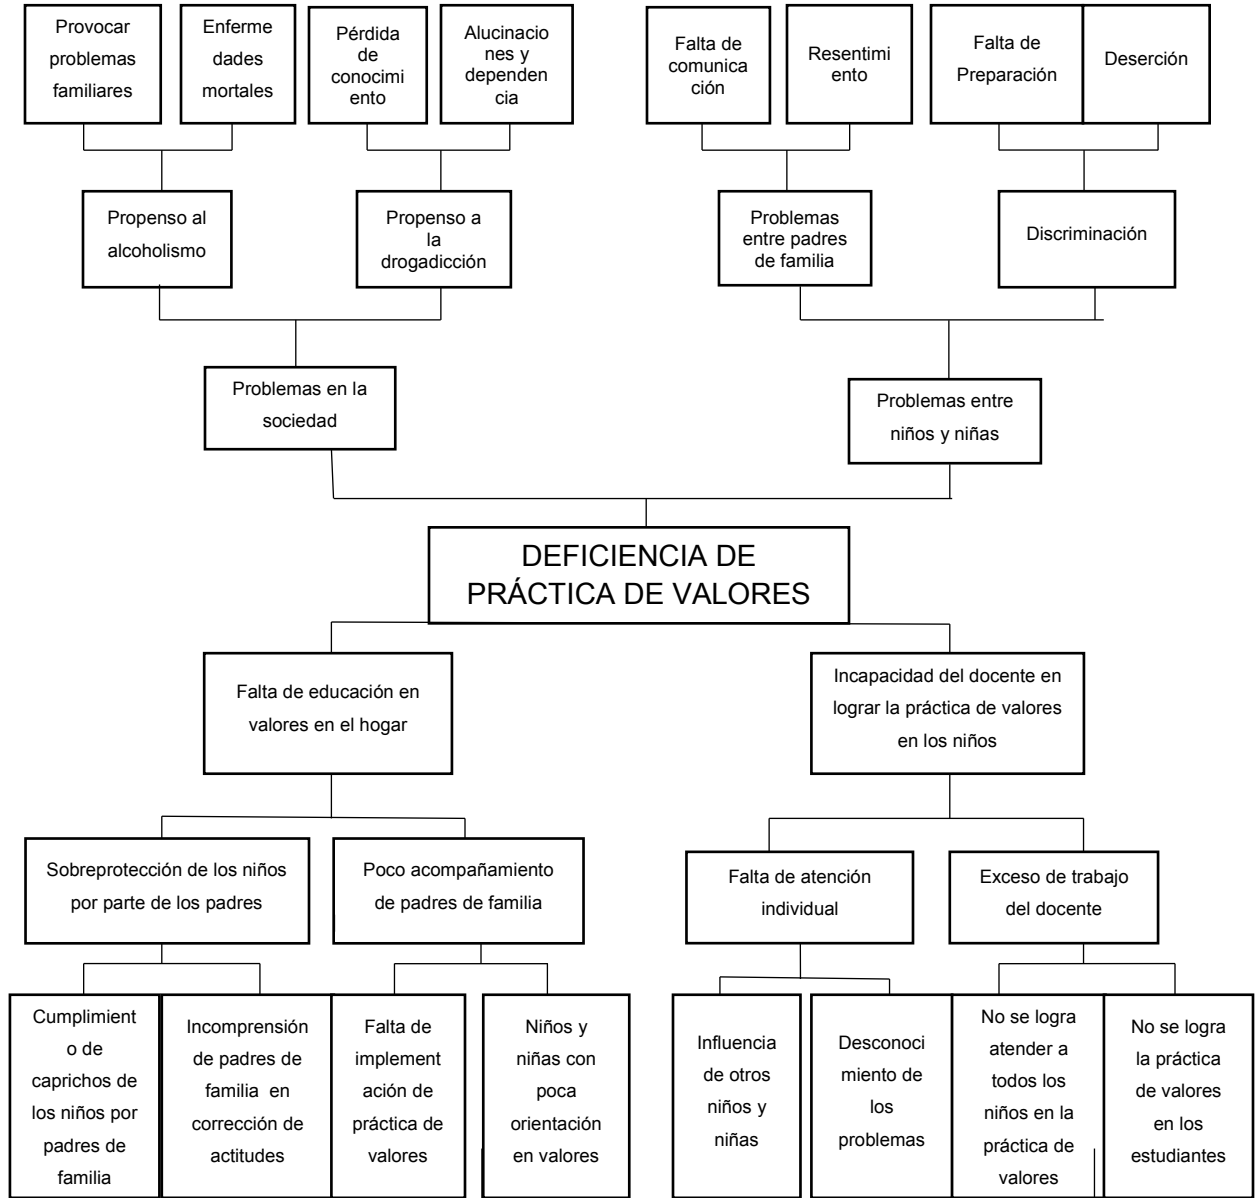 Provocar
problemas
familiares
Enferme
dades
mortales
Pérdida
de
conocimi
ento
Alucinacio
nes y
dependen
cia
Falta de
comunica
ción
Resentimi
ento
Falta de
Preparación
Deserción
Propenso al
alcoholismo
Propenso a
la
drogadicción
Problemas
entre padres
de familia
Discriminación
Problemas en la
sociedad
Problemas entre
niños y niñas
DEFICIENCIA DE
PRÁCTICA DE VALORES
Falta de educación en
valores en el hogar
Incapacidad del docente en
lograr la práctica de valores
en los niños
Sobreprotección de los niños
por parte de los padres
Poco acompañamiento
de padres de familia
Falta de atención
individual
Exceso de trabajo
del docente
Cumplimient
o de
caprichos de
los niños por
padres de
familia
Incomprensión
de padres de
familia en
corrección de
actitudes
Falta de
implement
ación de
práctica de
valores
Niños y
niñas con
poca
orientación
en valores
Influencia
de otros
niños y
niñas
Desconoci
miento de
los
problemas
No se logra
atender a
todos los
niños en la
práctica de
valores
No se logra
la práctica
de valores
en los
estudiantes